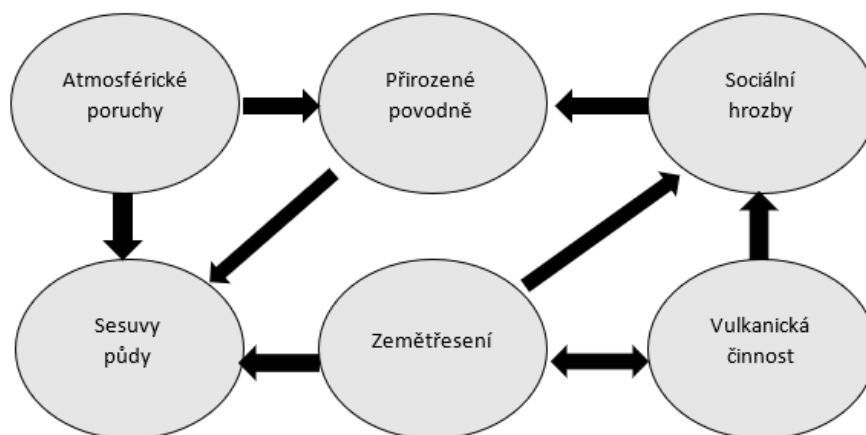 Atmosférické
poruchy
Přirozené
povodně
Sociální
hrozby
Sesuvy
půdy
Zemětřesení
Vulkanická
činnost